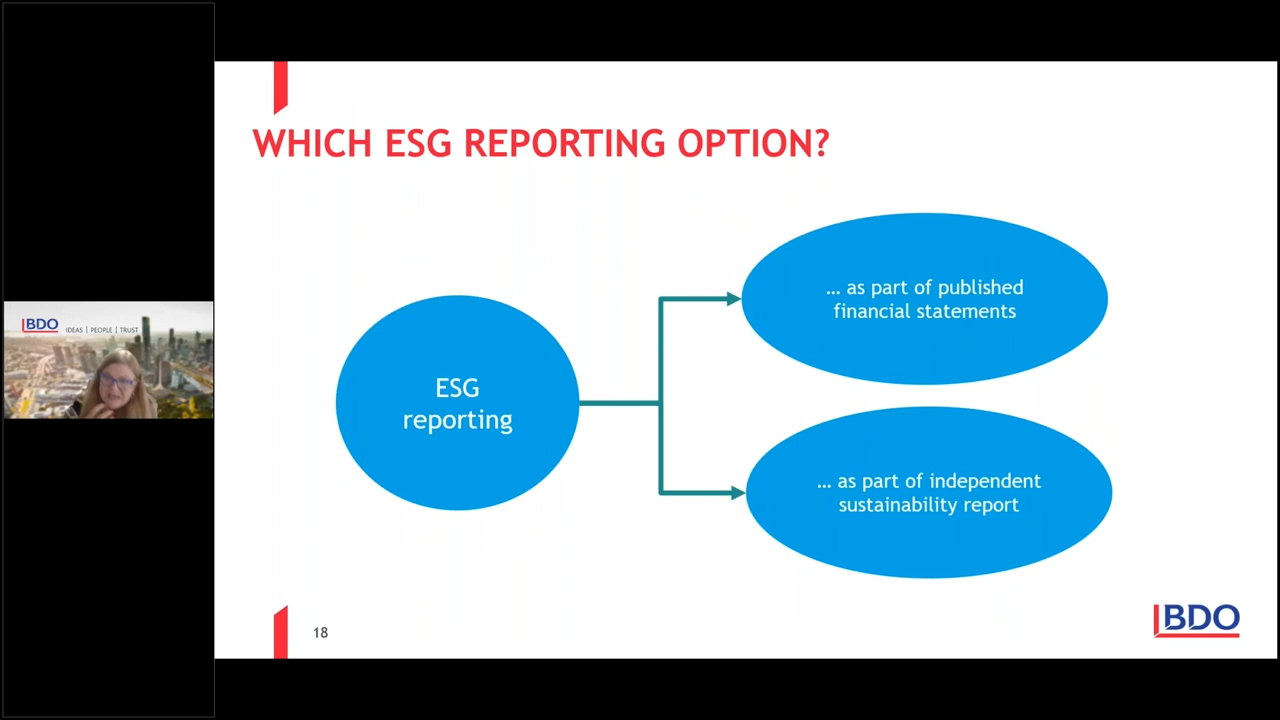 BDO IDEAS | PEOPLE | TRUST
WHICH ESG REPORTING OPTION?
ESG
reporting
... as part of published
financial statements
... as part of independent
sustainability report
18
BDO